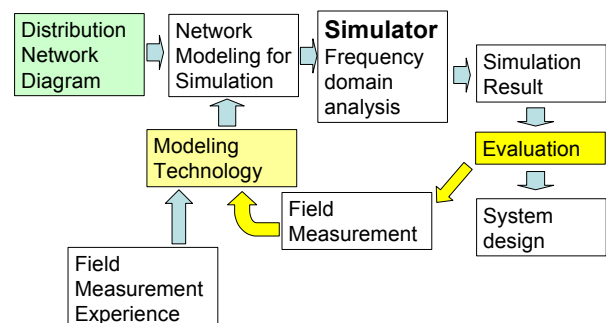 Distribution
Network
Diagram
Network
Modeling for
Simulation
Simulator
Frequency
domain
analysis
Simulation
Result
Modeling
Technology
Evaluation
Field
Measurement
System
design
Field
Measurement
Experience